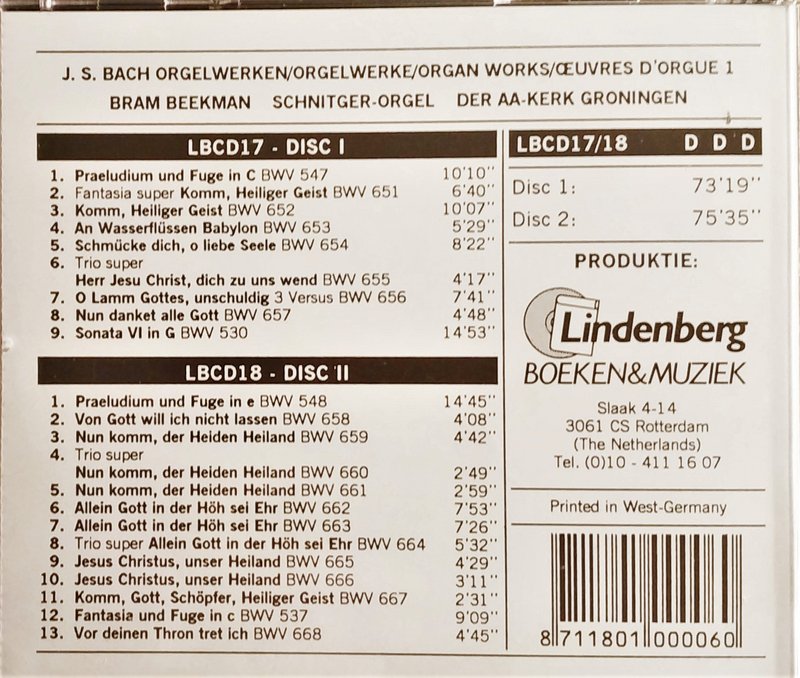 J. S. BACH ORGELWERKEN/ORGELWERKE/ORGAN WORKS/ŒUVRES D'ORGUE 1
BRAM BEEKMAN SCHNITGER-ORGEL DER AA-KERK GRONINGEN
LBCD17 - DISC I
1. Praeludium und Fuge in C BWV 547 10'10''
2. Fantasia super Komm, Heiliger Geist BWV 651 6'40''
3. Komm, Heiliger Geist BWV 652 10'07''
4. An Wasserflüssen Babylon BWV 653 5'29''
5. Schmücke dich, o liebe Seele BWV 654 8'22''
6. Trio super
Herr Jesu Christ, dich zu uns wend BWV 655 4'17''
7. O Lamm Gottes, unschuldig 3 Versus BWV 656 7'41''
8. Nun danket alle Gott BWV 657 4'48''
9. Sonata VI in G BWV 530 14'53''
LBCD18 - DISC II
1. Praeludium und Fuge in e BWV 548 14'45''
2. Von Gott will ich nicht lassen BWV 658 4'08''
3. Nun komm, der Heiden Heiland BWV 659 4'42''
4. Trio super
Nun komm, der Heiden Heiland BWV 660 2'49''
5. Nun komm, der Heiden Heiland BWV 661 2'59''
6. Allein Gott in der Höh sei Ehr BWV 662 7'53''
7. Allein Gott in der Höh sei Ehr BWV 663 7'26''
8. Trio super Allein Gott in der Höh sei Ehr BWV 664 5'32''
9. Jesus Christus, unser Heiland BWV 665 4'29''
10. Jesus Christus, unser Heiland BWV 666 3'11''
11. Komm, Gott, Schöpfer, Heiliger Geist BWV 667 2'31''
12. Fantasia und Fuge in c BWV 537 9'09''
13. Vor deinen Thron tret ich BWV 668 4'45''
LBCD17/18 D D D
Disc 1: 73'19''
Disc 2: 75'35''
PRODUKTIE:
Lindenberg
BOEKEN&MUZIEK
Slaak 4-14
3061 CS Rotterdam
(The Netherlands)
Tel. (0)10 - 411 16 07
Printed in West-Germany
8 711801 000060